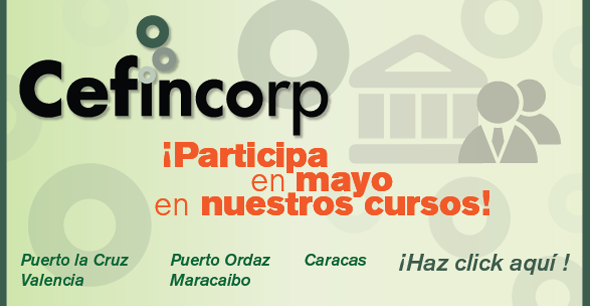 Cefincorp
¡Participa
en mayo
en nuestros cursos!
Puerto la Cruz
Valencia
Puerto Ordaz
Maracaibo
Caracas
¡Haz click aquí !